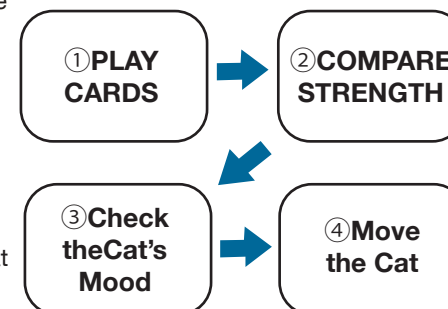 ①PLAY
CARDS
②COMPARE
STRENGTH
③Check
theCat's
Mood
④Move
the Cat